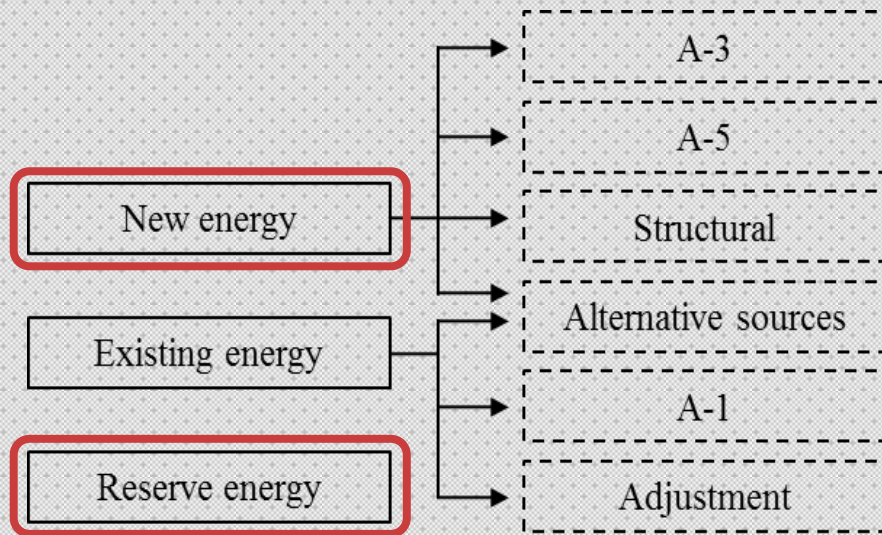 A-3
A-5
New energy
Structural
Alternative sources
Existing energy
A-1
Reserve energy
Adjustment